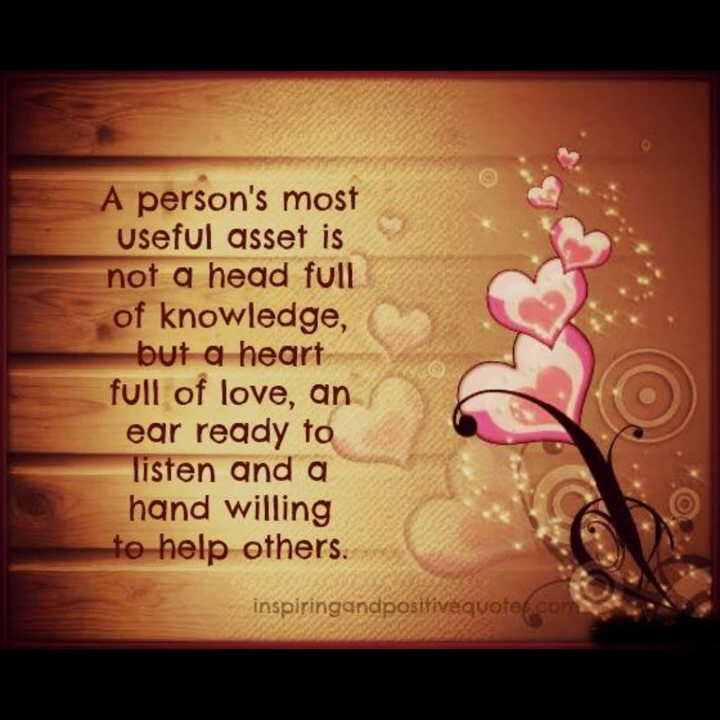 A person's most
useful asset is
not a head full
of knowledge,
but a heart
full of love, an
ear ready to
listen and a
hand willing
to help others.
inspiringandpositivequotes.com